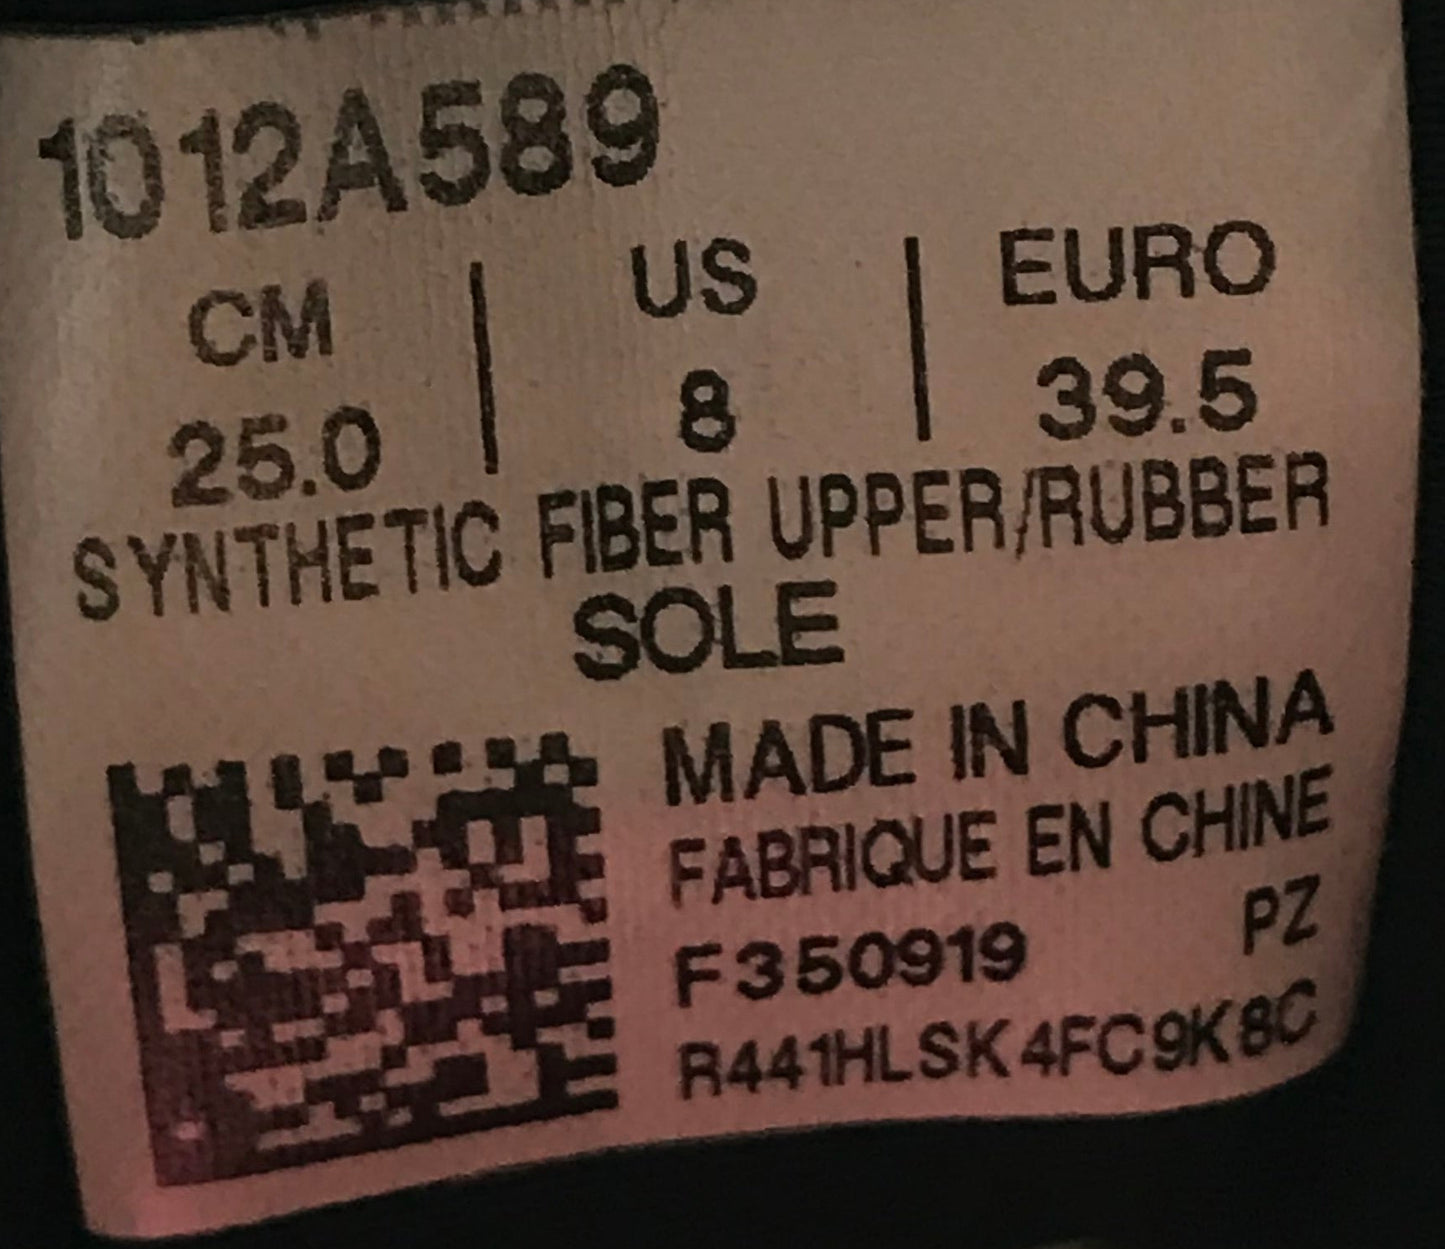 1012A589
CM | US | EURO
25.0 | 8 | 39.5
SYNTHETIC FIBER UPPER/RUBBER
SOLE
MADE IN CHINA
FABRIQUE EN CHINE
F350919 PZ
R441HLSK4FC9K8C